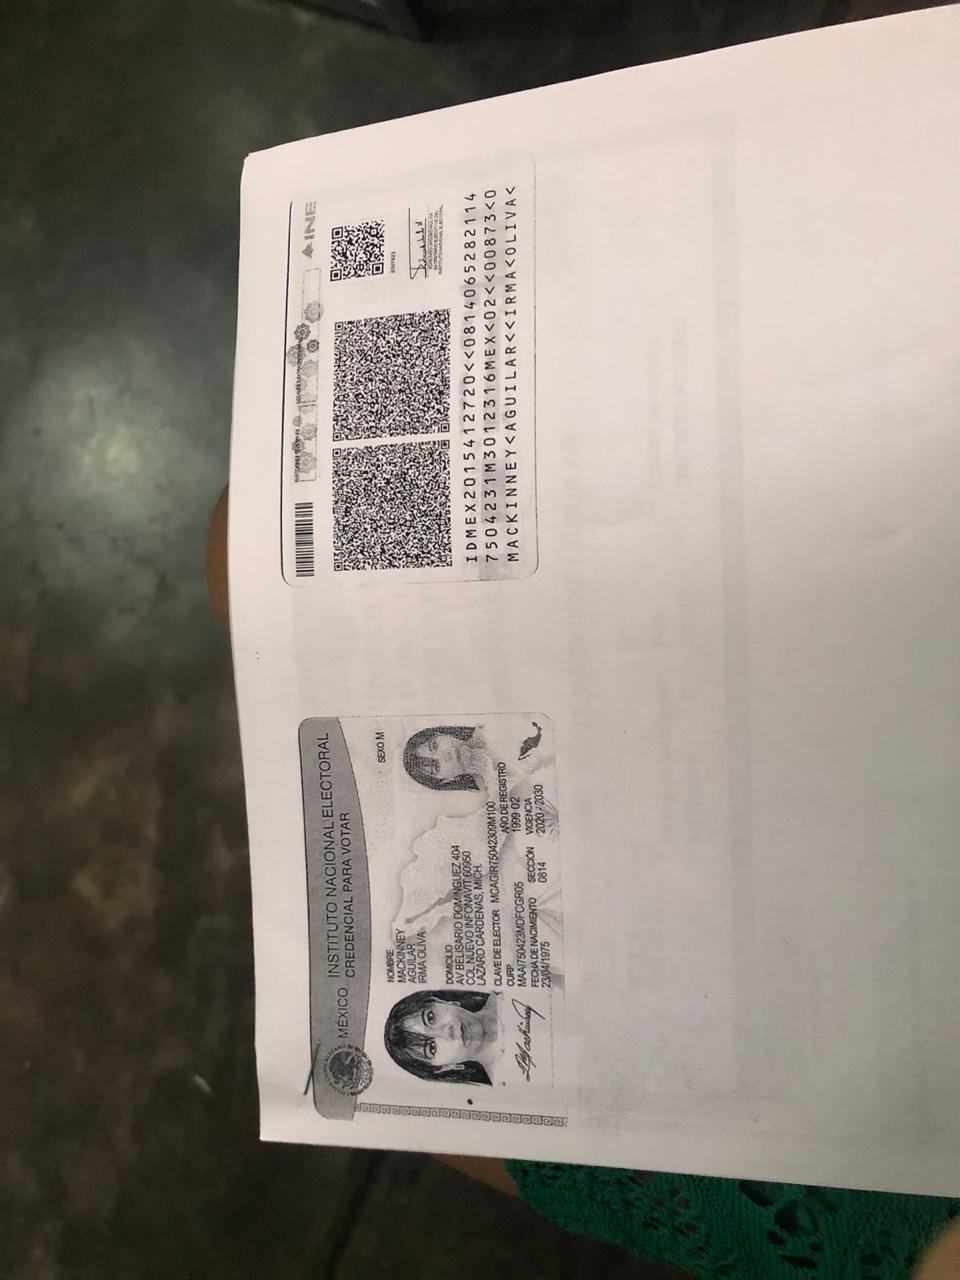 MÉXICO INSTITUTO NACIONAL ELECTORAL
CREDENCIAL PARA VOTAR
NOMBRE
MACKINNEY
AGUILAR
IRMA OLIVA
SEXO M
DOMICILIO
AV BELISARIO DOMINGUEZ 404
COL NUEVO INFONAVIT 60950
LAZARO CARDENAS, MICH.
CLAVE DE ELECTOR MCAGIR75042309M100
CURP
MAAI750423MDFCGR05
AÑO DE REGISTRO
1999 02
FECHA DE NACIMIENTO
23/04/1975
SECCIÓN
0814
VIGENCIA
2020 - 2030
INE
IDMEX2015412720<<0814065282114
7504231M3012316MEX<02<<00873<0
MACKINNEY<AGUILAR<<IRMA<OLIVA<